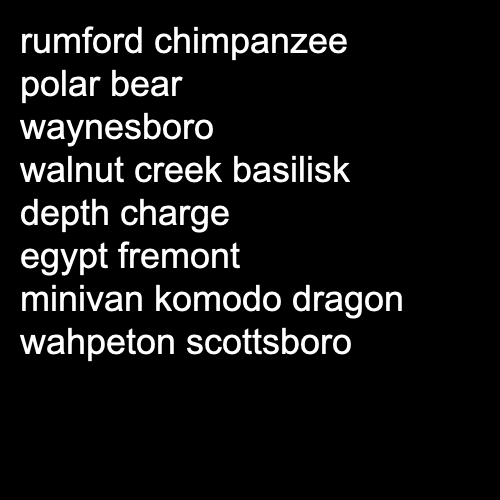 rumford chimpanzee
polar bear
waynesboro
walnut creek basilisk
depth charge
egypt fremont
minivan komodo dragon
wahpeton scottsboro